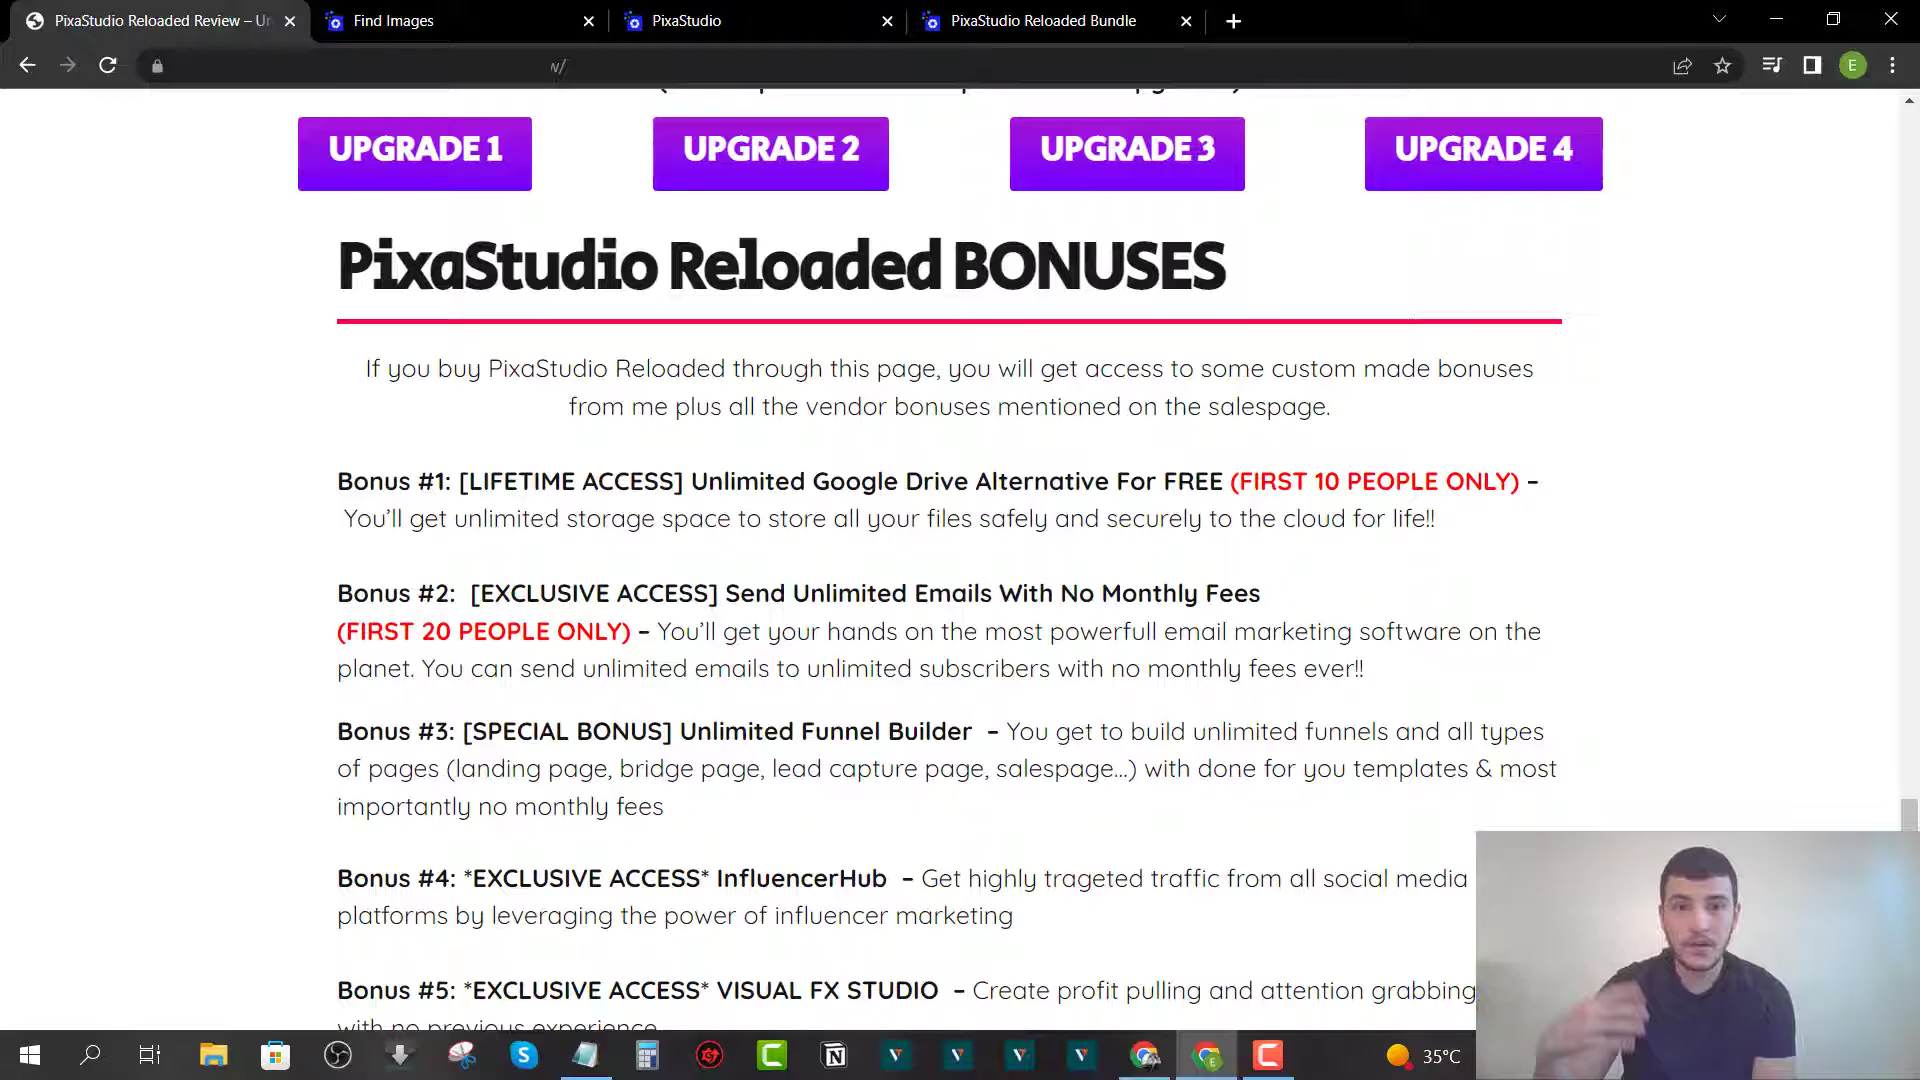 PixaStudio Reloaded Review – Un
Find Images
PixaStudio
PixaStudio Reloaded Bundle
E
UPGRADE 1
UPGRADE 2
UPGRADE 3
UPGRADE 4
PixaStudio Reloaded BONUSES
If you buy PixaStudio Reloaded through this page, you will get access to some custom made bonuses
from me plus all the vendor bonuses mentioned on the salespage.
Bonus #1: [LIFETIME ACCESS] Unlimited Google Drive Alternative For FREE (FIRST 10 PEOPLE ONLY) –
You’ll get unlimited storage space to store all your files safely and securely to the cloud for life!!
Bonus #2: [EXCLUSIVE ACCESS] Send Unlimited Emails With No Monthly Fees
(FIRST 20 PEOPLE ONLY) – You’ll get your hands on the most powerfull email marketing software on the
planet. You can send unlimited emails to unlimited subscribers with no monthly fees ever!!
Bonus #3: [SPECIAL BONUS] Unlimited Funnel Builder – You get to build unlimited funnels and all types
of pages (landing page, bridge page, lead capture page, salespage...) with done for you templates & most
importantly no monthly fees
Bonus #4: *EXCLUSIVE ACCESS* InfluencerHub – Get highly trageted traffic from all social media
platforms by leveraging the power of influencer marketing
Bonus #5: *EXCLUSIVE ACCESS* VISUAL FX STUDIO – Create profit pulling and attention grabbing
with no previous experience
35°C